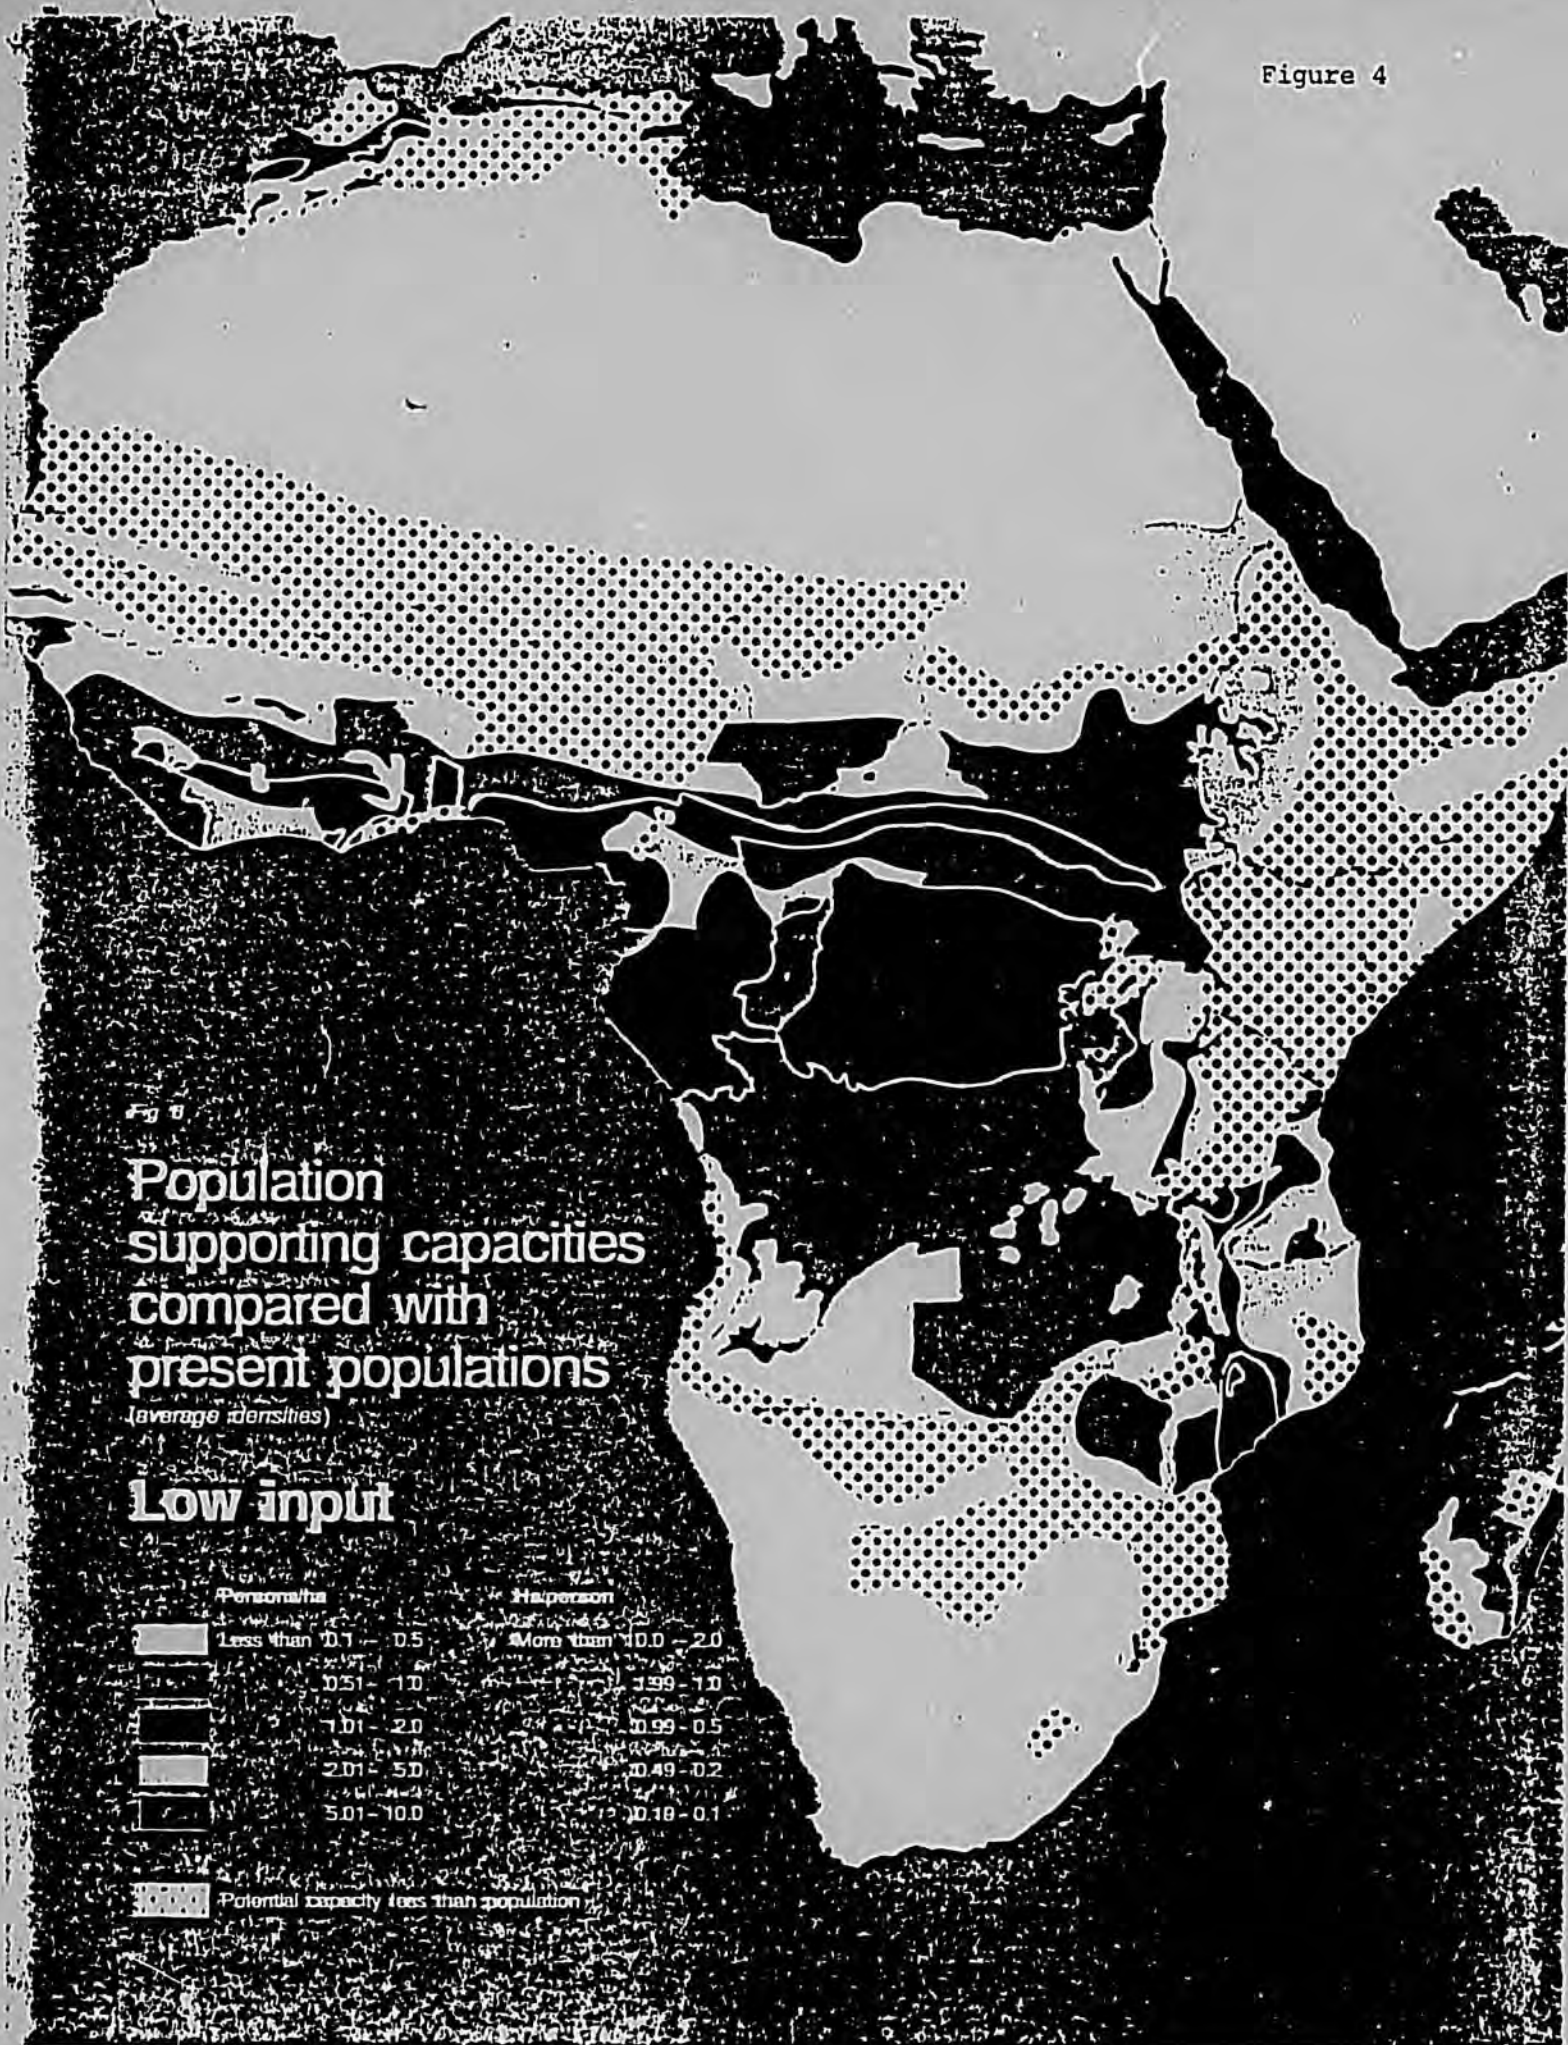 Figure 4
Population
supporting capacities
compared with
present populations
(average densities)
Low input
Persons/ha Ha/person
Less than 0.1 - 0.5 More than 10.0 - 2.0
0.51 - 1.0 1.99 - 1.0
1.01 - 2.0 0.99 - 0.5
2.01 - 5.0 0.49 - 0.2
5.01 - 10.0 0.19 - 0.1
Potential capacity less than population